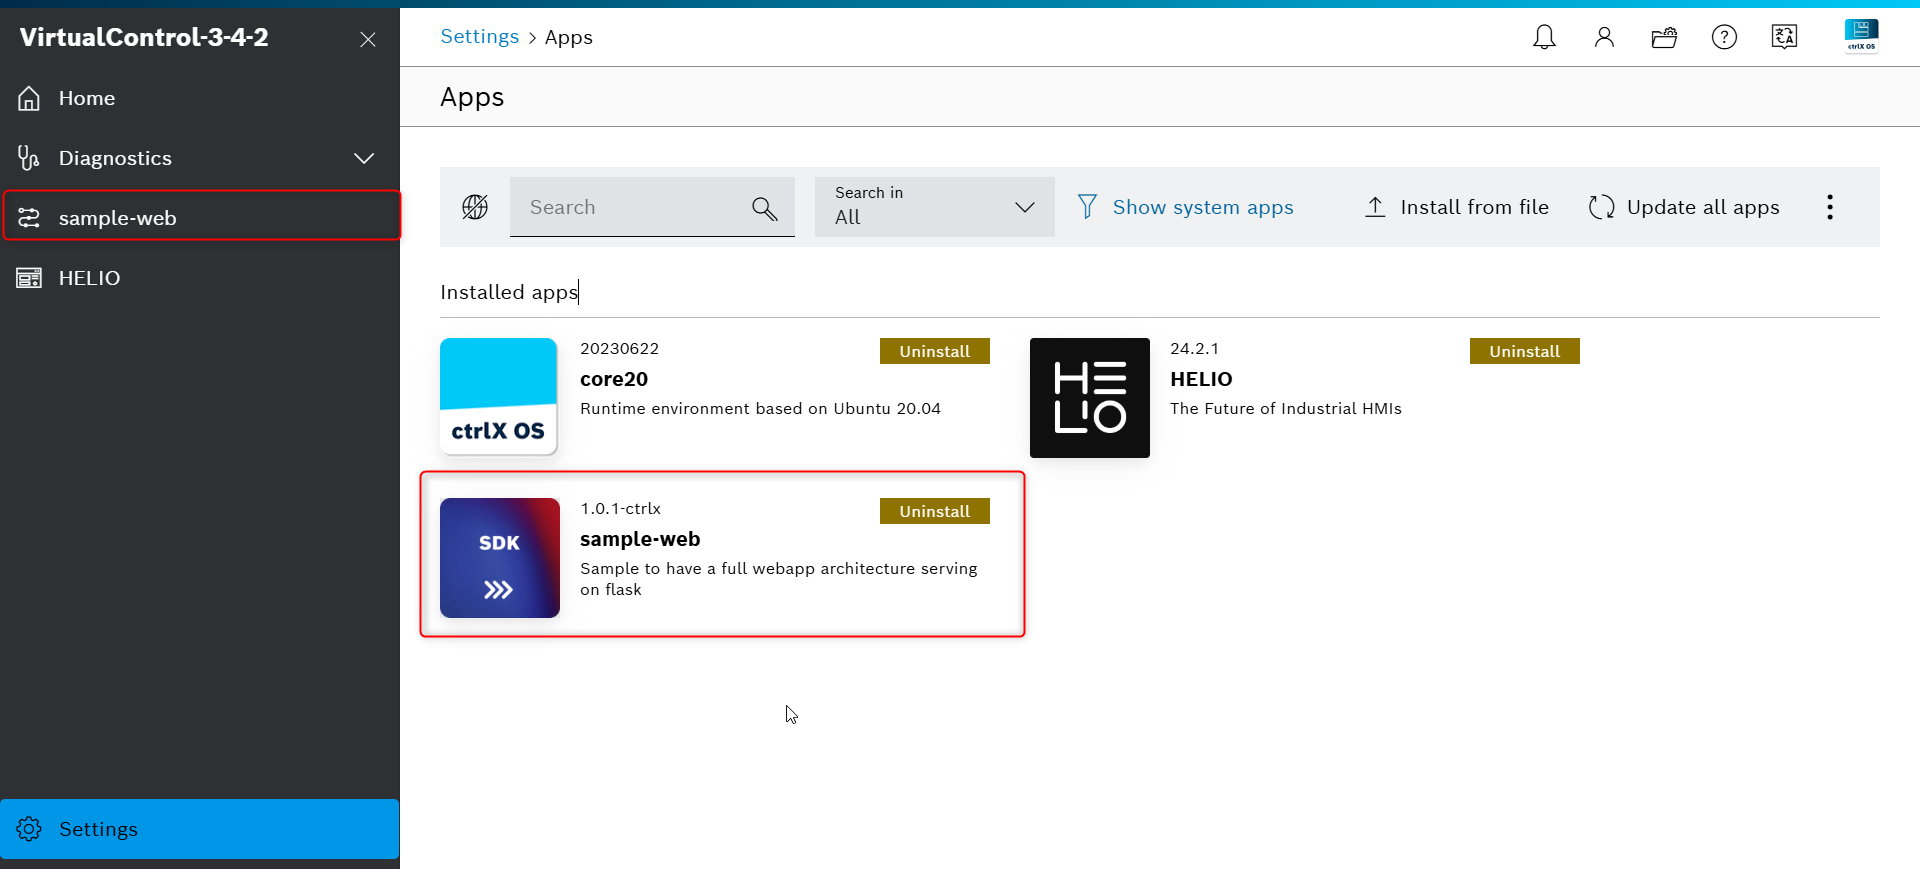 VirtualControl-3-4-2
Home
Diagnostics
sample-web
HELIO
Settings
Settings > Apps
ctrlX OS
Apps
Search
Search in
All
Show system apps
Install from file
Update all apps
Installed apps
ctrlX OS
20230622
Uninstall
core20
Runtime environment based on Ubuntu 20.04
HELIO
24.2.1
Uninstall
HELIO
The Future of Industrial HMIs
SDK
1.0.1-ctrlx
Uninstall
sample-web
Sample to have a full webapp architecture serving
on flask